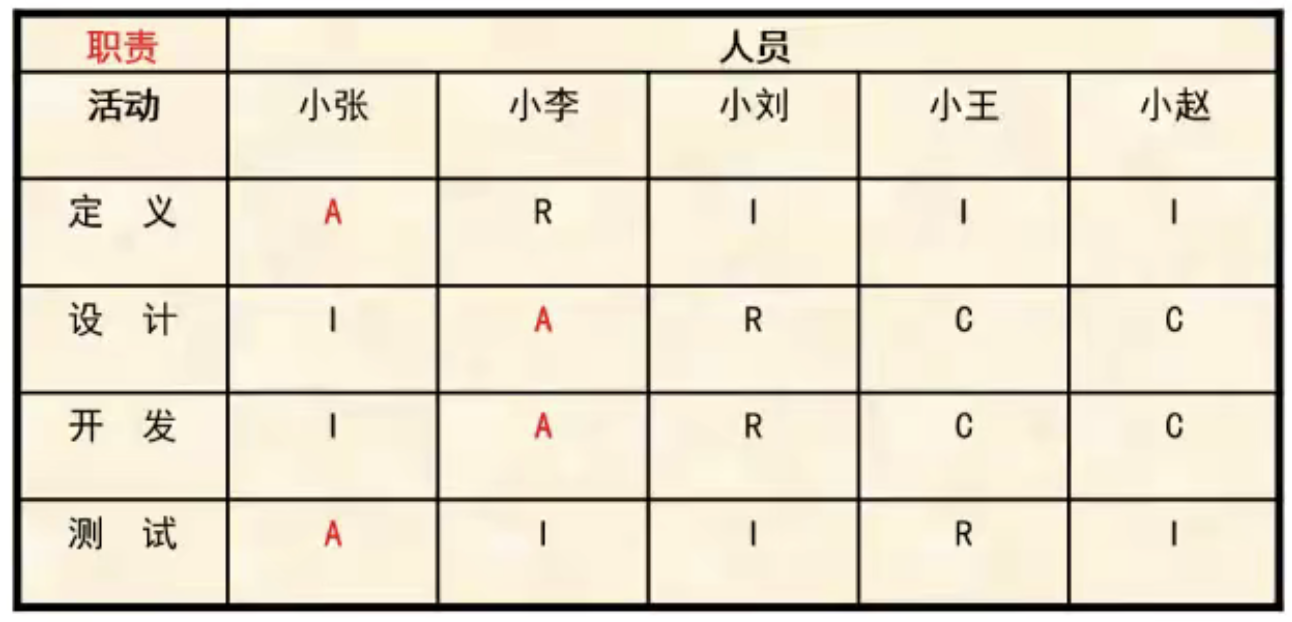 职责 人员
活动 小张 小李 小刘 小王 小赵
定 义 A R I I I
设 计 I A R C C
开 发 I A R C C
测 试 A I I R I